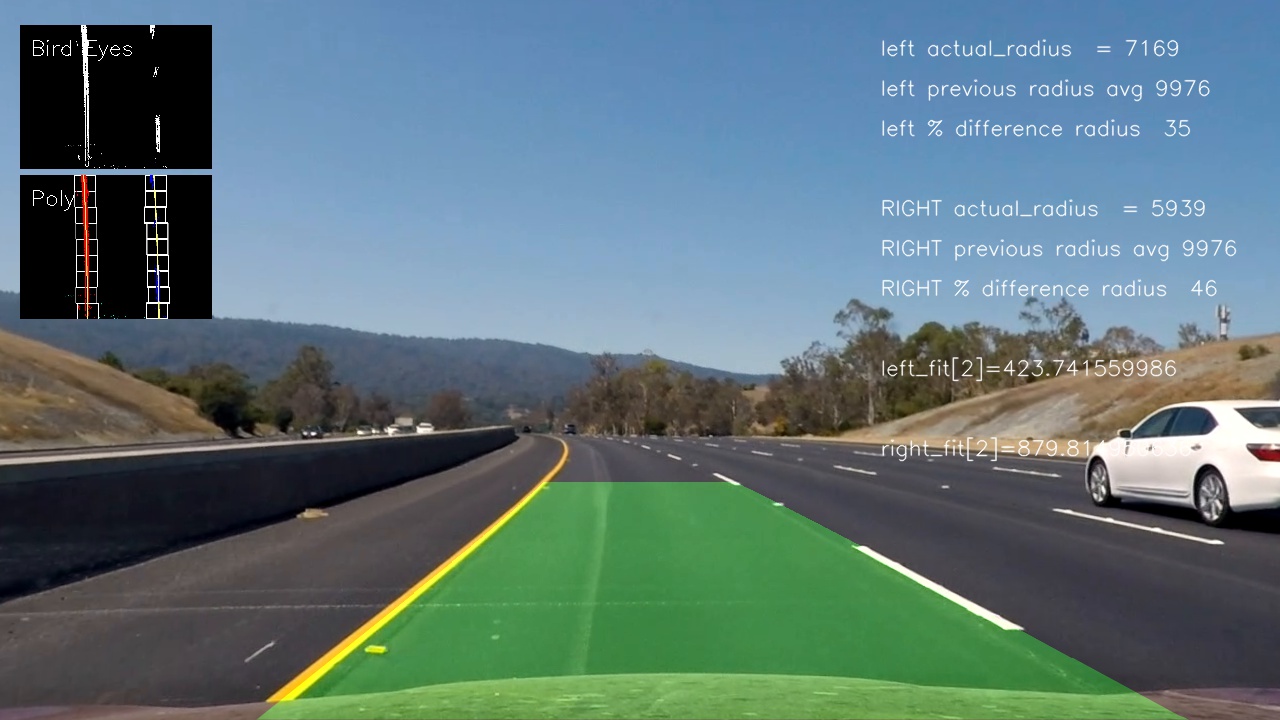 Bird Eyes
Poly
left actual_radius = 7169
left previous radius avg 9976
left % difference radius 35
RIGHT actual_radius = 5939
RIGHT previous radius avg 9976
RIGHT % difference radius 46
left_fit[2]=423.741559986